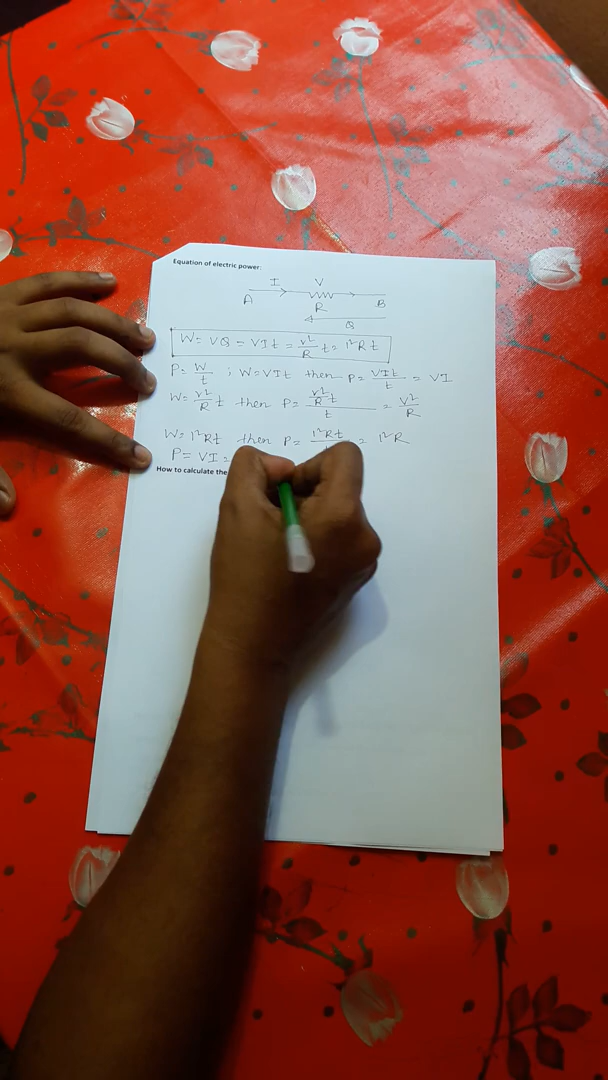 Equation of electric power:
I V
A R B
Q
W = VQ = VIt = V²/R t = I²Rt
P = W/t ; W = VIt then P = VIt/t = VI
W = V²/R t then P = V²/R t/t = V²/R
W = I²Rt then P = I²Rt/ = I²R
P = VI =
How to calculate the